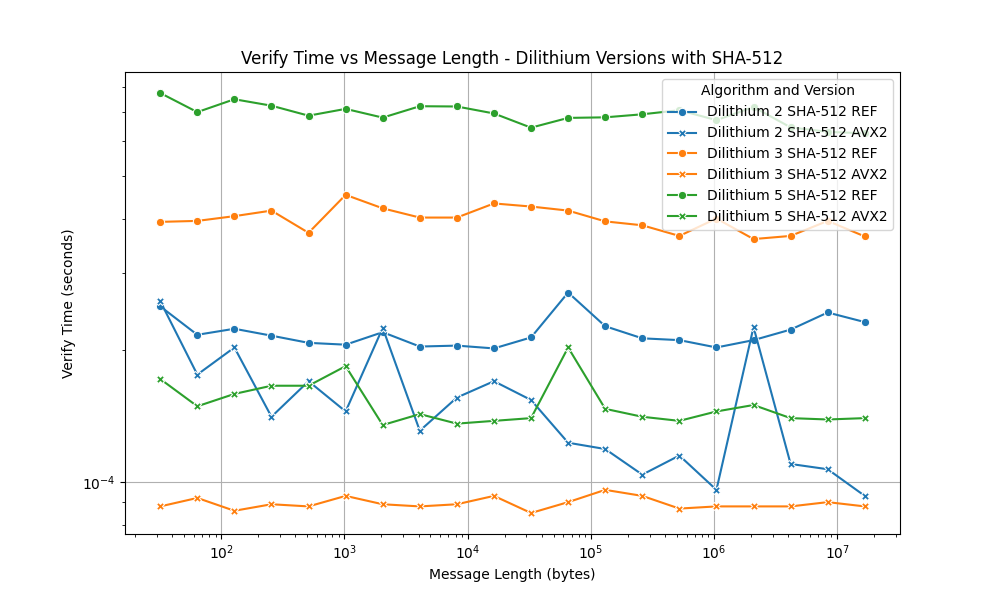 Verify Time vs Message Length - Dilithium Versions with SHA-512
Algorithm and Version
Dilithium 2 SHA-512 REF
Dilithium 2 SHA-512 AVX2
Dilithium 3 SHA-512 REF
Dilithium 3 SHA-512 AVX2
Dilithium 5 SHA-512 REF
Dilithium 5 SHA-512 AVX2
Verify Time (seconds)
10⁻⁴
10² 10³ 10⁴ 10⁵ 10⁶ 10⁷
Message Length (bytes)